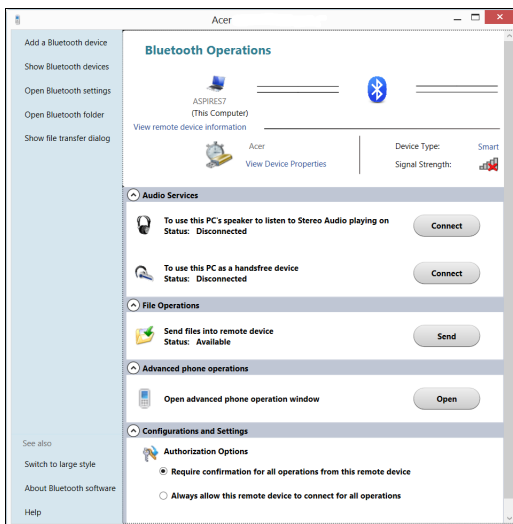 Acer
Add a Bluetooth device
Show Bluetooth devices
Open Bluetooth settings
Open Bluetooth folder
Show file transfer dialog
See also
Switch to large style
About Bluetooth software
Help
Bluetooth Operations
ASPIRES7
(This Computer)
View remote device information
Acer
View Device Properties
Device Type: Smart
Signal Strength:
Audio Services
To use this PC's speaker to listen to Stereo Audio playing on
Status: Disconnected
Connect
To use this PC as a handsfree device
Status: Disconnected
Connect
File Operations
Send files into remote device
Status: Available
Send
Advanced phone operations
Open advanced phone operation window
Open
Configurations and Settings
Authorization Options
Require confirmation for all operations from this remote device
Always allow this remote device to connect for all operations